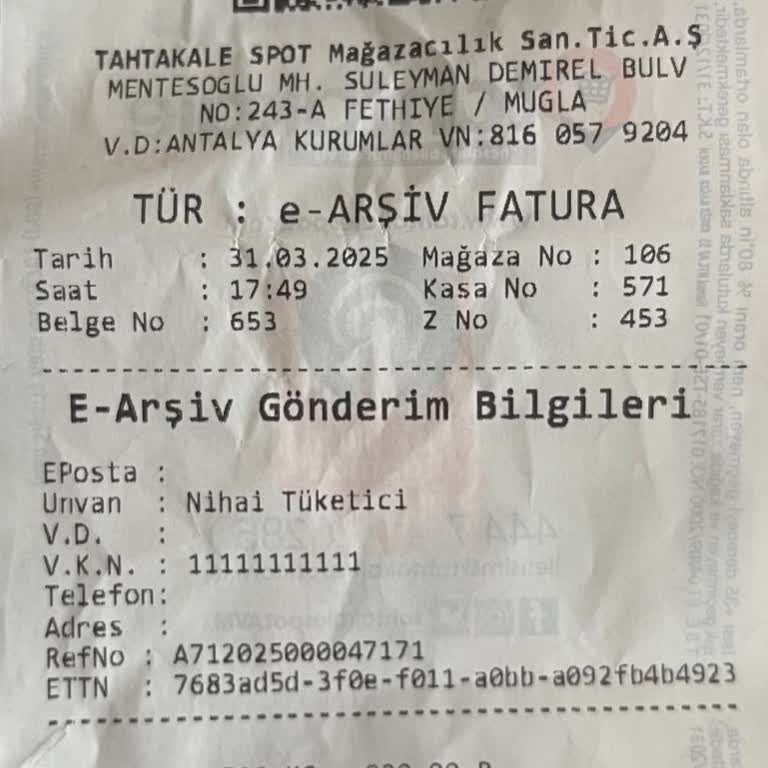 TAHTAKALE SPOT Mağazacılık San.Tic.A.Ş
MENTESOGLU MH. SULEYMAN DEMIREL BULV
NO:243-A FETHIYE / MUGLA
V.D:ANTALYA KURUMLAR VN:816 057 9204
TÜR : e-ARŞİV FATURA
Tarih : 31.03.2025 Mağaza No : 106
Saat : 17:49 Kasa No : 571
Belge No : 653 Z No : 453
E-Arşiv Gönderim Bilgileri
EPosta :
Unvan : Nihai Tüketici
V.D. :
V.K.N. : 11111111111
Telefon:
Adres :
RefNo : A712025000047171
ETTN : 7683ad5d-3f0e-f011-a0bb-a092fb4b4923